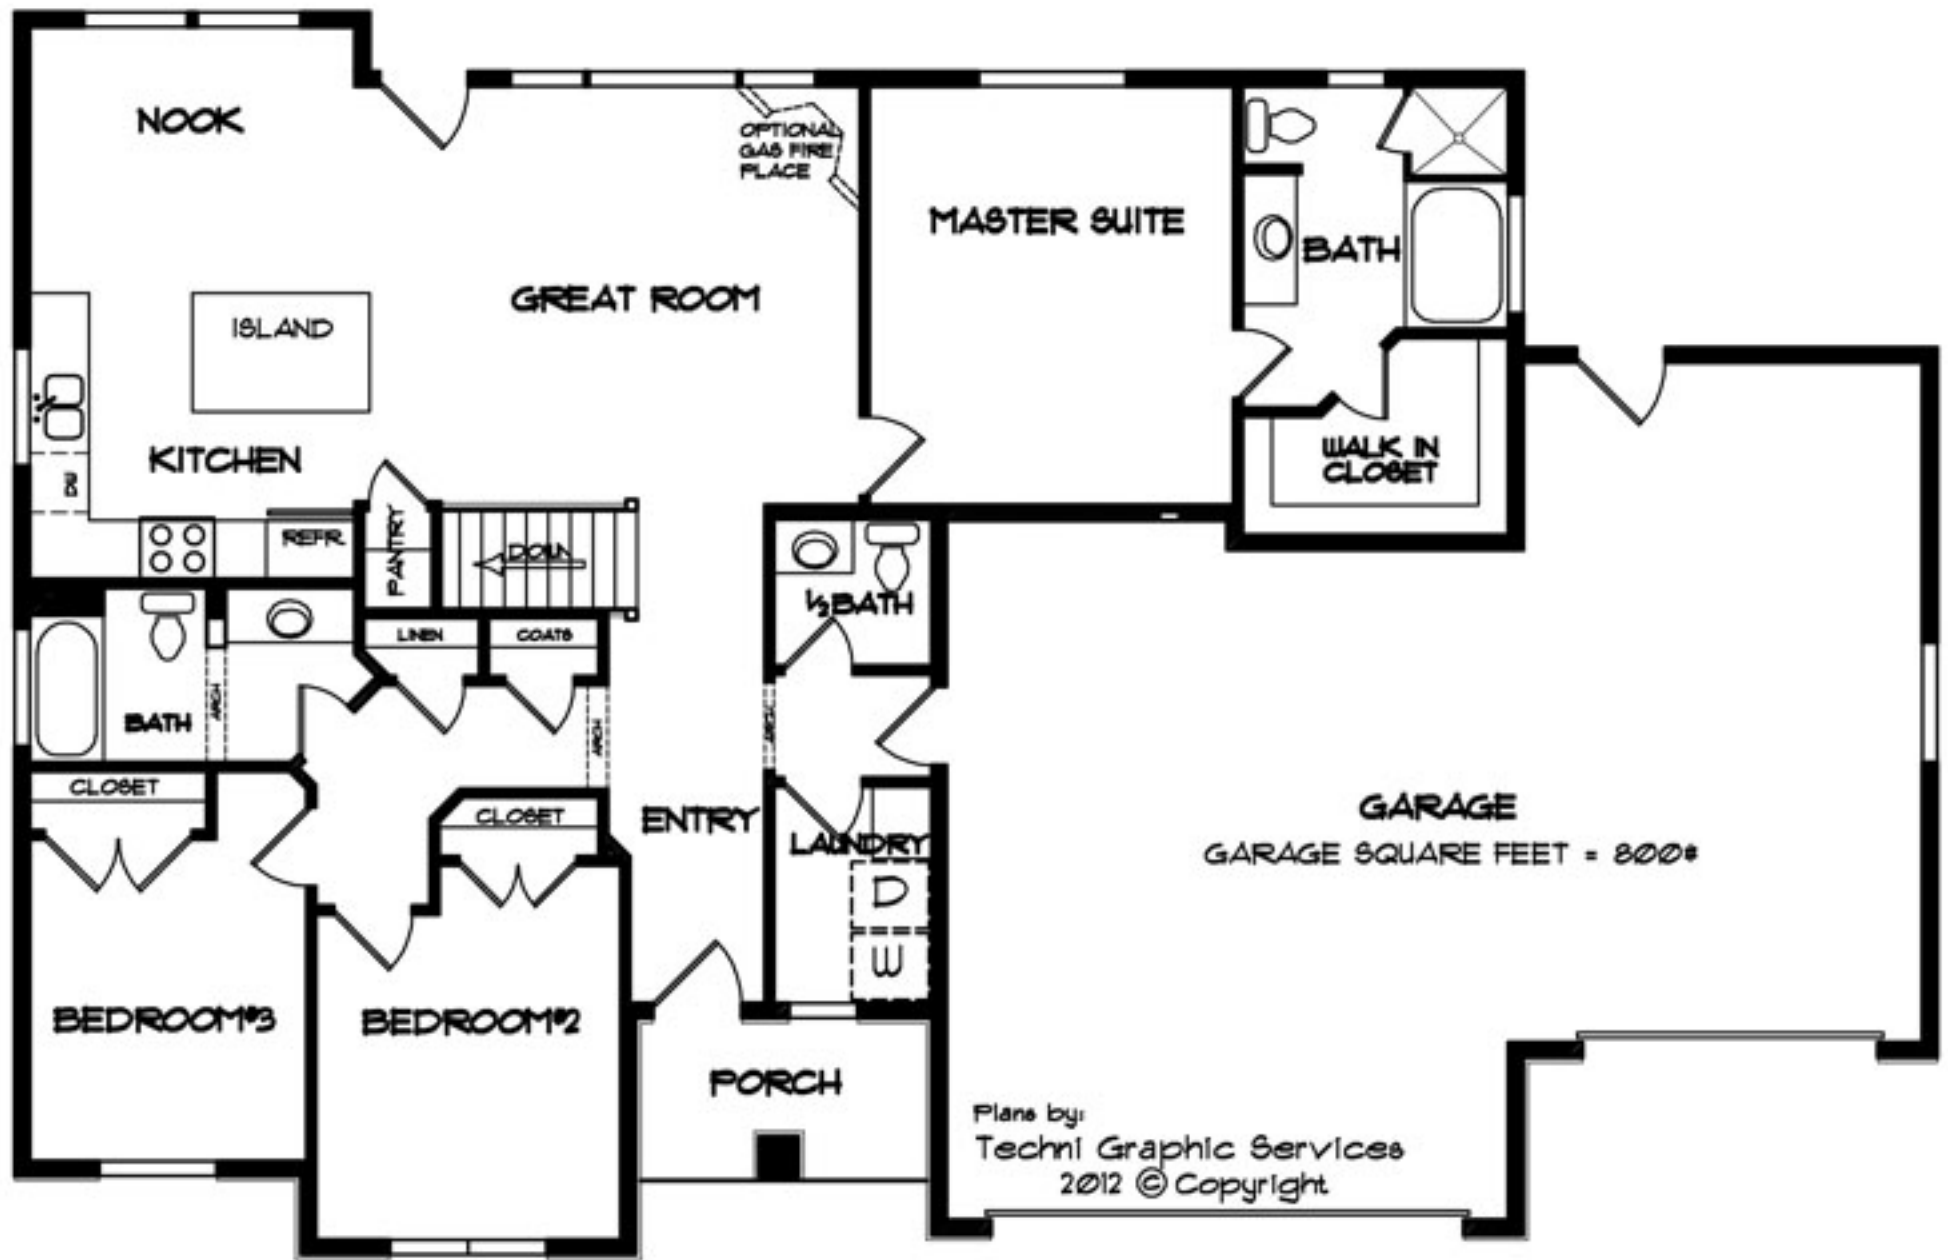 NOOK
OPTIONAL
GAS FIRE
PLACE
MASTER SUITE
BATH
GREAT ROOM
ISLAND
KITCHEN
DW
WALK IN
CLOSET
REFR.
PANTRY
DOWN
1/2 BATH
LINEN
COATS
BATH
ARCH
ARCH
ARCH
CLOSET
CLOSET
ENTRY
LAUNDRY
D
W
GARAGE
GARAGE SQUARE FEET = 800#
BEDROOM#3
BEDROOM#2
PORCH
Plans by:
Techni Graphic Services
2012 © Copyright